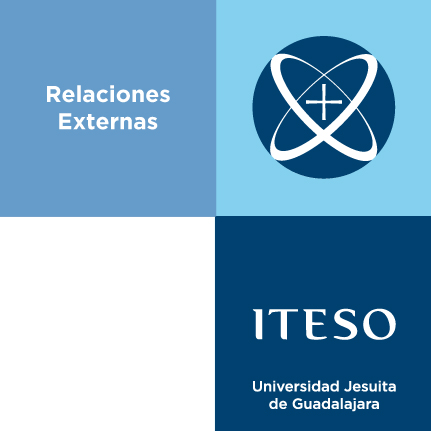 Relaciones
Externas
ITESO
Universidad Jesuita
de Guadalajara